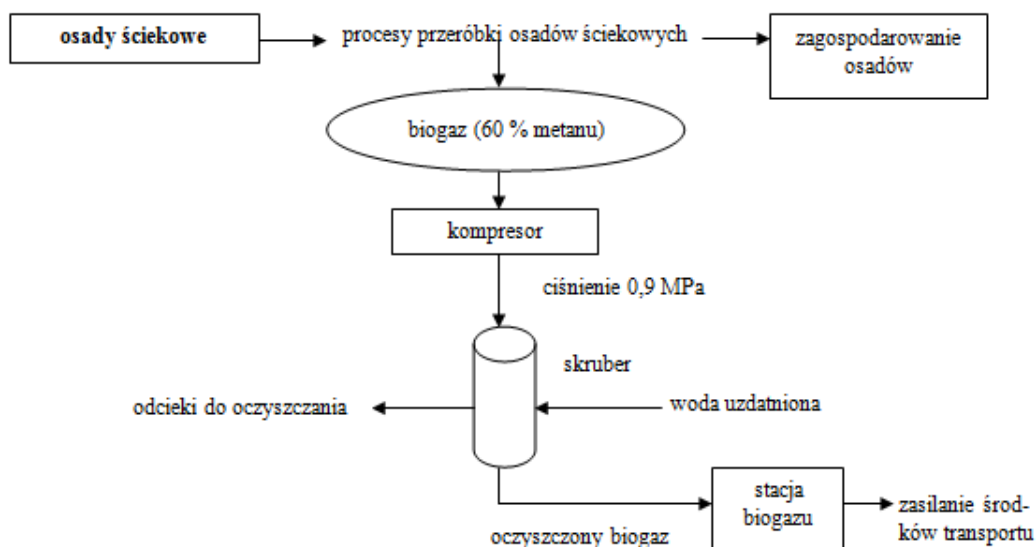 osady ściekowe
procesy przeróbki osadów ściekowych
zagospodarowanie
osadów
biogaz (60 % metanu)
kompresor
ciśnienie 0,9 MPa
skruber
odcieki do oczyszczania
woda uzdatniona
stacja
biogazu
zasilanie środ-
ków transportu
oczyszczony biogaz